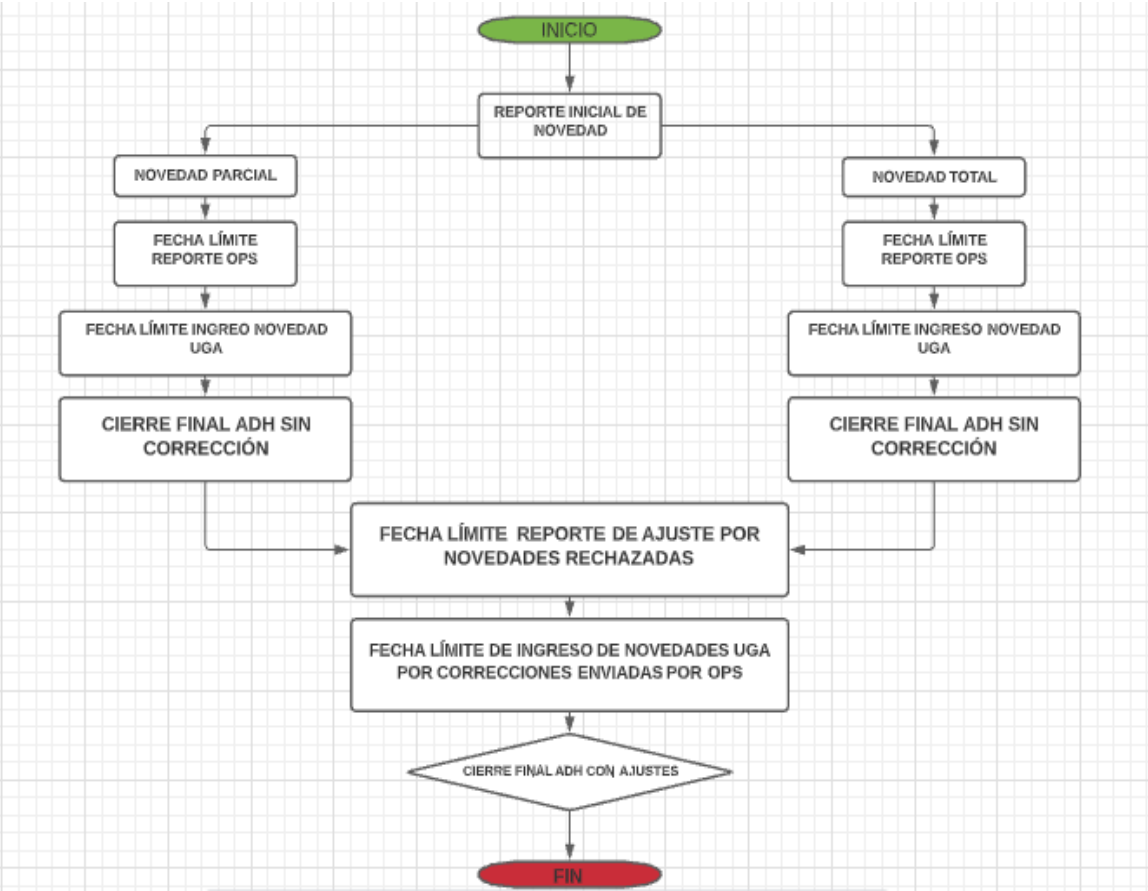 INICIO
REPORTE INICIAL DE
NOVEDAD
NOVEDAD PARCIAL
FECHA LÍMITE
REPORTE OPS
FECHA LÍMITE INGREO NOVEDAD
UGA
CIERRE FINAL ADH SIN
CORRECCIÓN
NOVEDAD TOTAL
FECHA LÍMITE
REPORTE OPS
FECHA LÍMITE INGRESO NOVEDAD
UGA
CIERRE FINAL ADH SIN
CORRECCIÓN
FECHA LÍMITE REPORTE DE AJUSTE POR
NOVEDADES RECHAZADAS
FECHA LÍMITE DE INGRESO DE NOVEDADES UGA
POR CORRECCIONES ENVIADAS POR OPS
CIERRE FINAL ADH CON AJUSTES
FIN